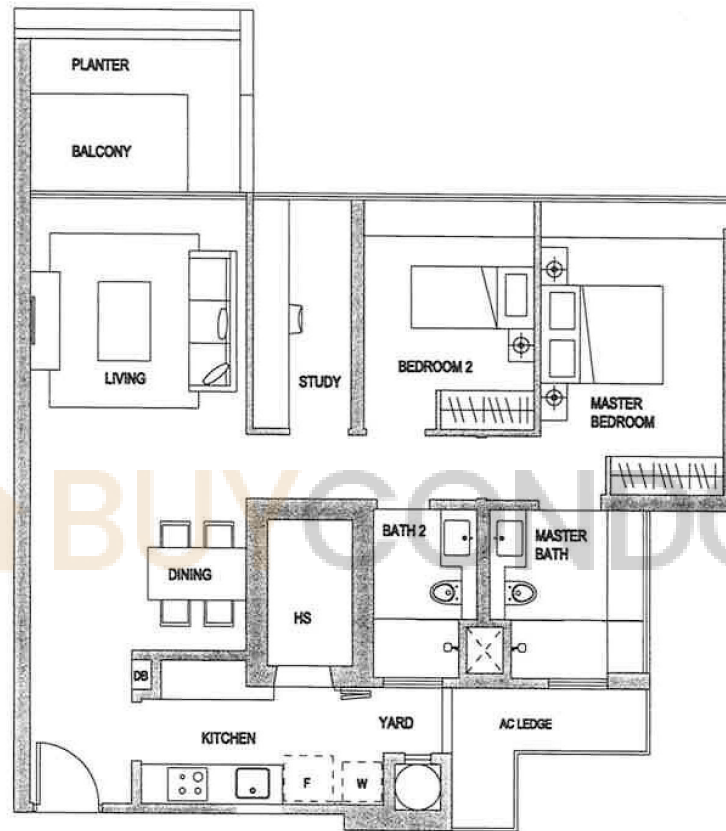 PLANTER
BALCONY
LIVING
STUDY
BEDROOM 2
MASTER
BEDROOM
BUYCONDO
BATH 2
MASTER
BATH
DINING
HS
DB
KITCHEN
YARD
AC LEDGE
F
W